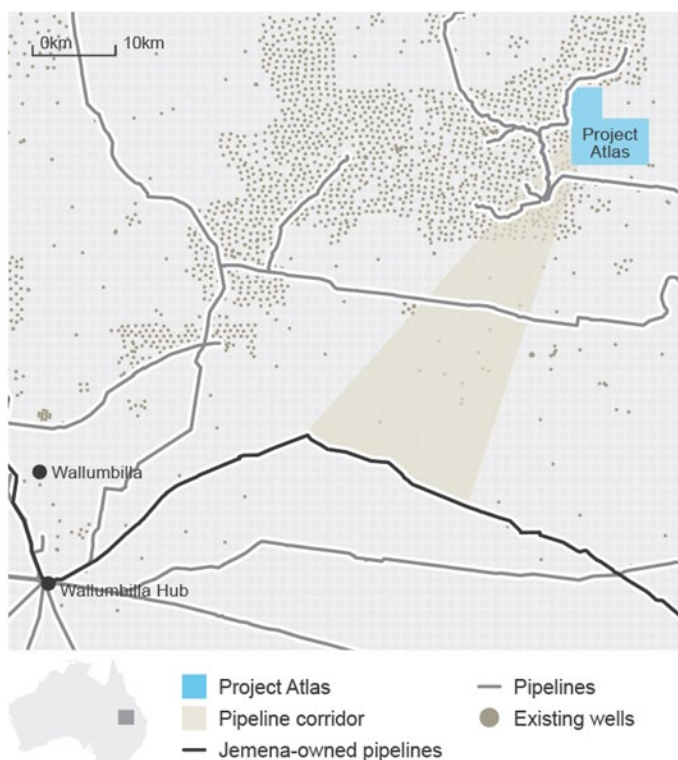 0km 10km
Project
Atlas
Wallumbilla
Wallumbilla Hub
Project Atlas
Pipelines
Pipeline corridor
Existing wells
Jemena-owned pipelines